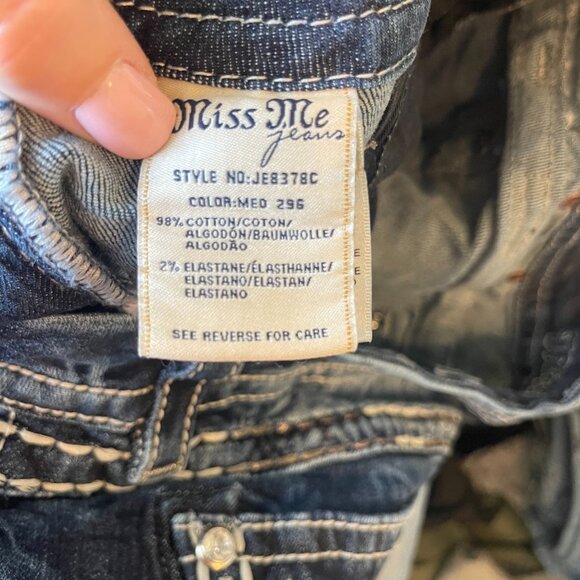 Miss Me
jeans
STYLE NO:JE8378C
COLOR:MED 296
98% COTTON/COTON/
ALGODÓN/BAUMWOLLE/
ALGODÃO
2% ELASTANE/ÉLASTHANNE/
ELASTANO/ELASTAN/
ELASTANO
SEE REVERSE FOR CARE